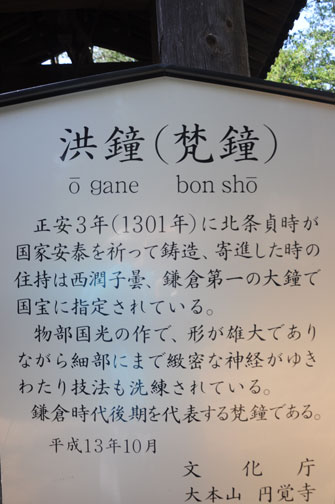 洪鐘(梵鐘)
ō gane bon shō
正安3年(1301年)に北条貞時が
国家安泰を祈って鋳造、寄進した時の
住持は西澗子曇、鎌倉第一の大鐘で
国宝に指定されている。
物部国光の作で、形が雄大であり
ながら細部にまで緻密な神経がゆき
わたり技法も洗練されている。
鎌倉時代後期を代表する梵鐘である。
平成13年10月
文化庁
大本山 円覚寺